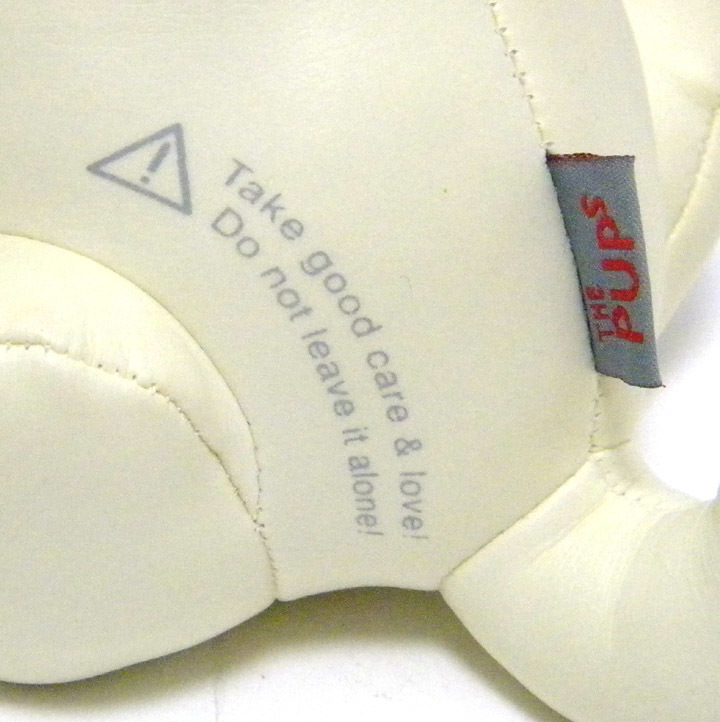 Take good care & love!
Do not leave it alone!
THE
PUPS